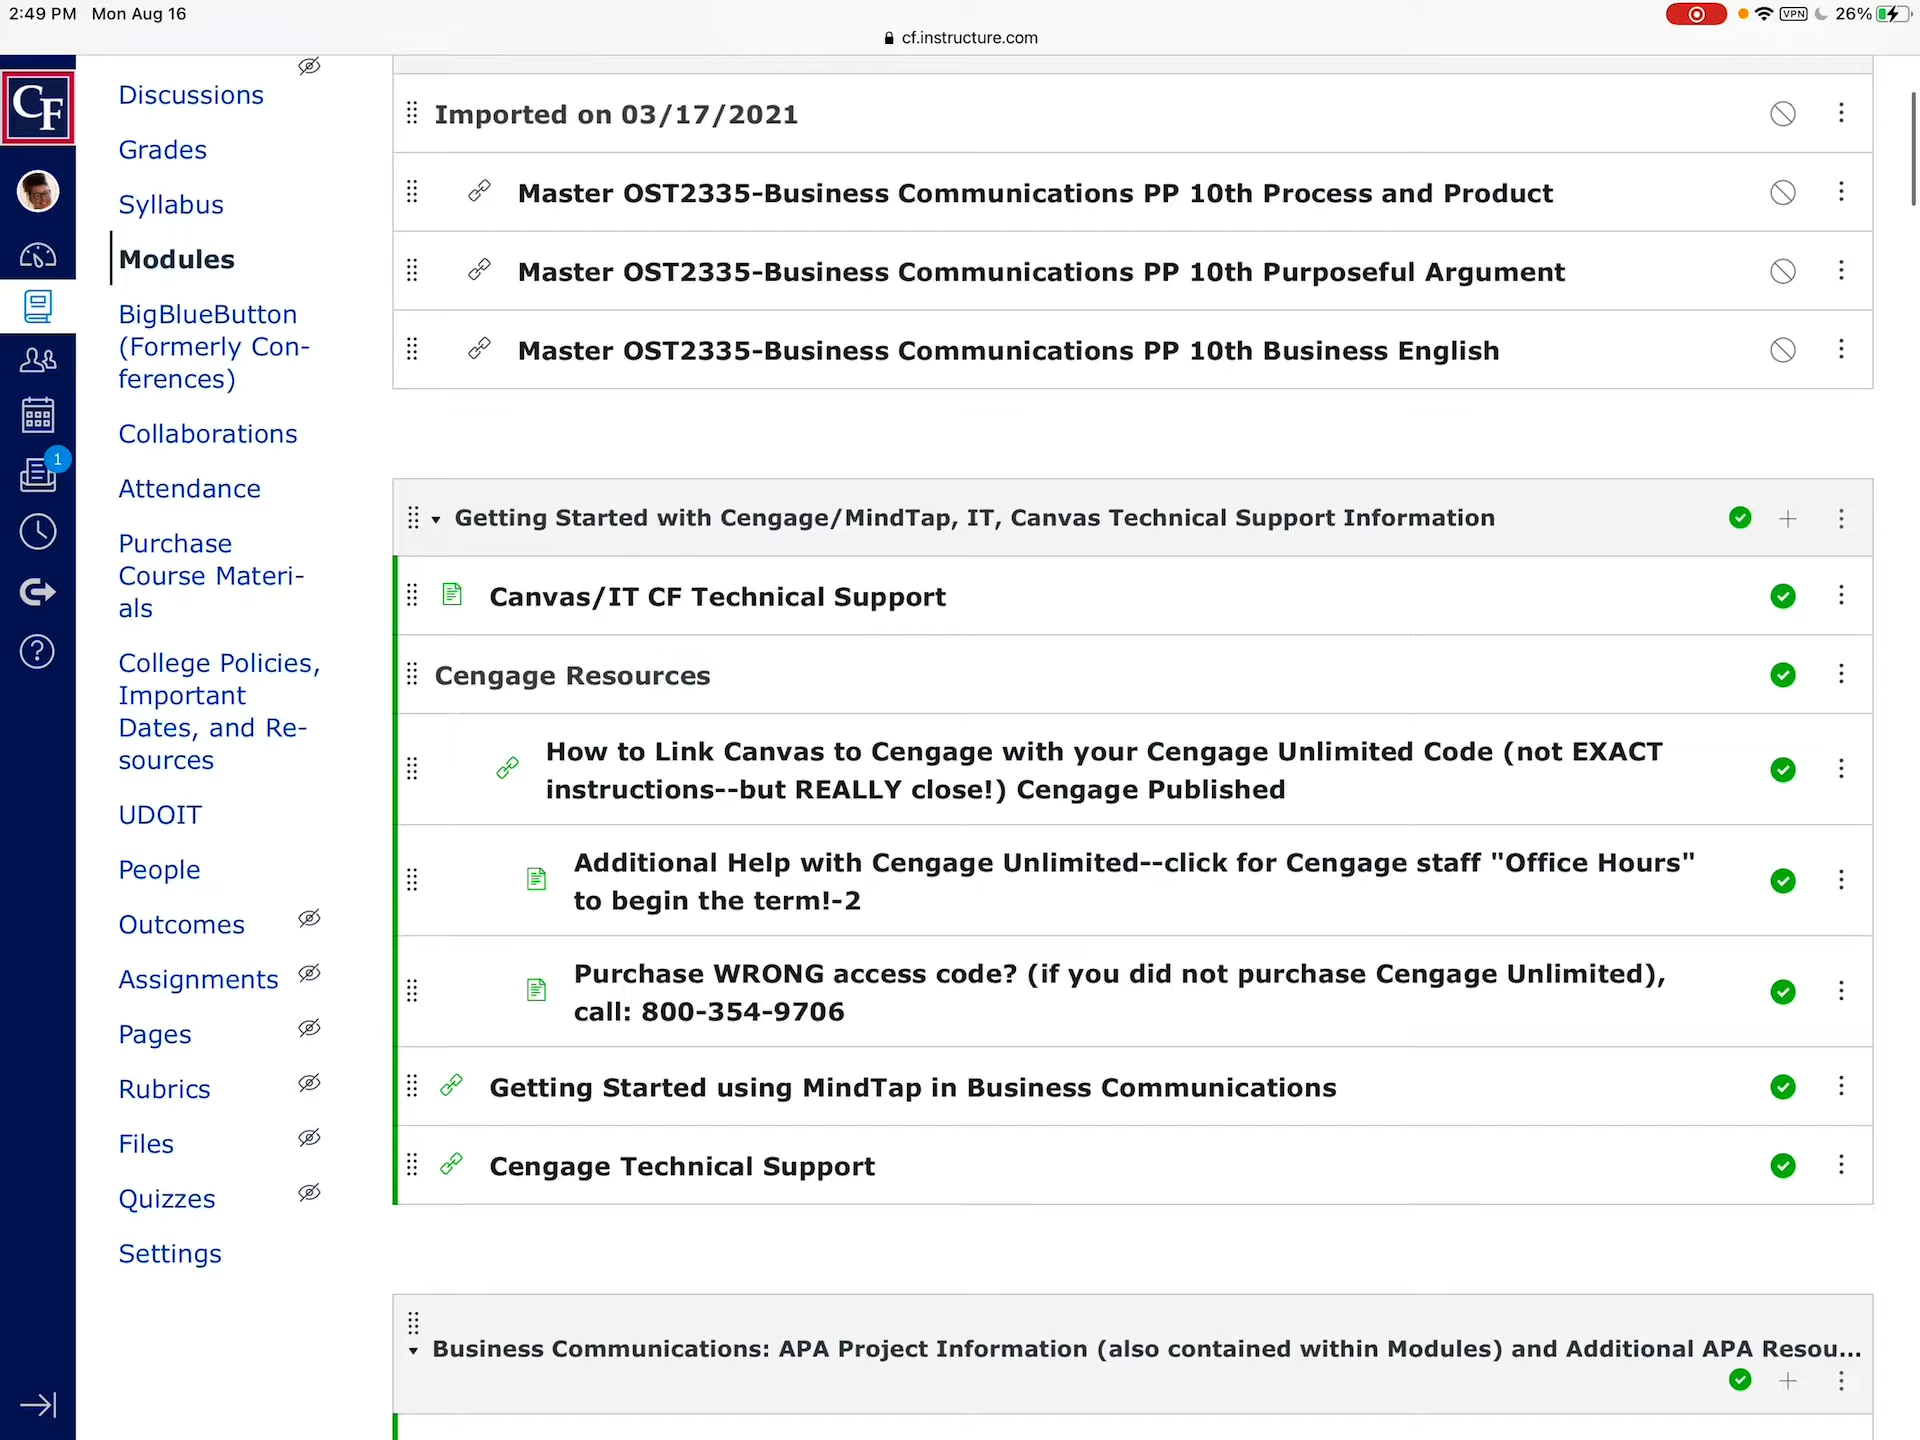 2:49 PM Mon Aug 16
26%
VPN
cf.instructure.com
CF
1
Discussions
Grades
Syllabus
Modules
BigBlueButton
(Formerly Con-
ferences)
Collaborations
Attendance
Purchase
Course Materi-
als
College Policies,
Important
Dates, and Re-
sources
UDOIT
People
Outcomes
Assignments
Pages
Rubrics
Files
Quizzes
Settings
Imported on 03/17/2021
Master OST2335-Business Communications PP 10th Process and Product
Master OST2335-Business Communications PP 10th Purposeful Argument
Master OST2335-Business Communications PP 10th Business English
Getting Started with Cengage/MindTap, IT, Canvas Technical Support Information
Canvas/IT CF Technical Support
Cengage Resources
How to Link Canvas to Cengage with your Cengage Unlimited Code (not EXACT
instructions--but REALLY close!) Cengage Published
Additional Help with Cengage Unlimited--click for Cengage staff "Office Hours"
to begin the term!-2
Purchase WRONG access code? (if you did not purchase Cengage Unlimited),
call: 800-354-9706
Getting Started using MindTap in Business Communications
Cengage Technical Support
Business Communications: APA Project Information (also contained within Modules) and Additional APA Resou...